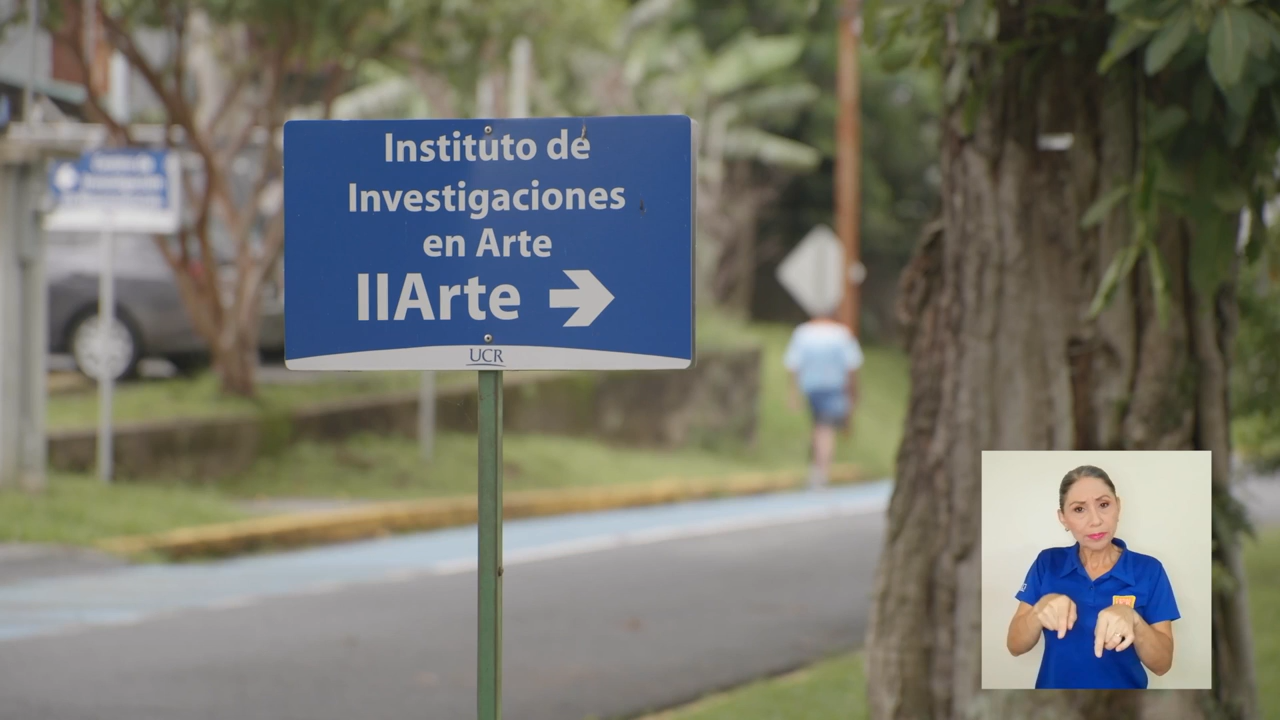 Instituto de
Investigaciones
en Arte
IIArte
UCR